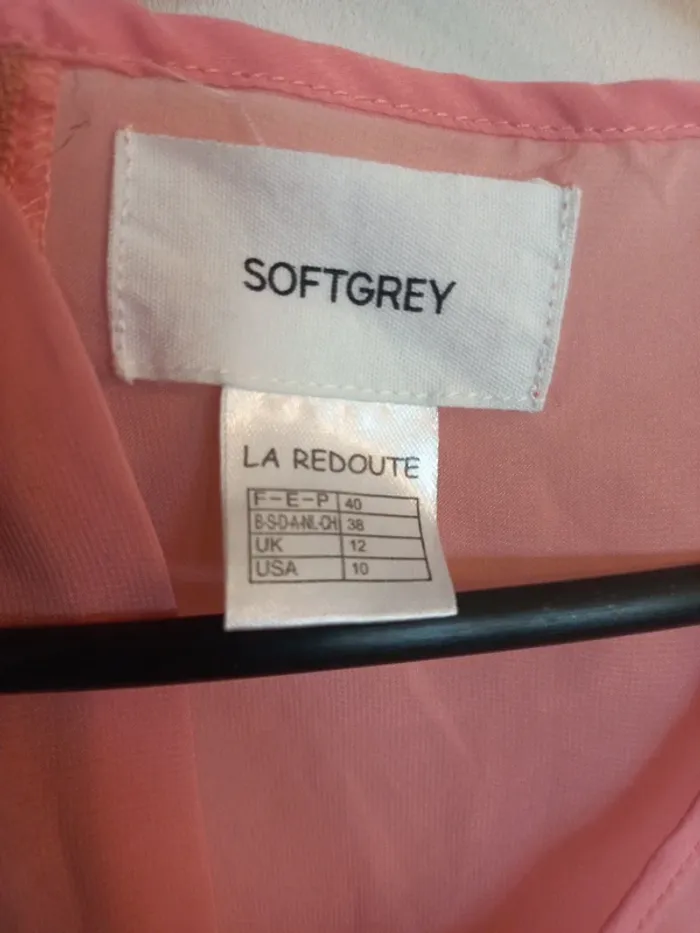 SOFTGREY
LA REDOUTE
F-E-P 40
B-S-D-A-NL-CH 38
UK 12
USA 10